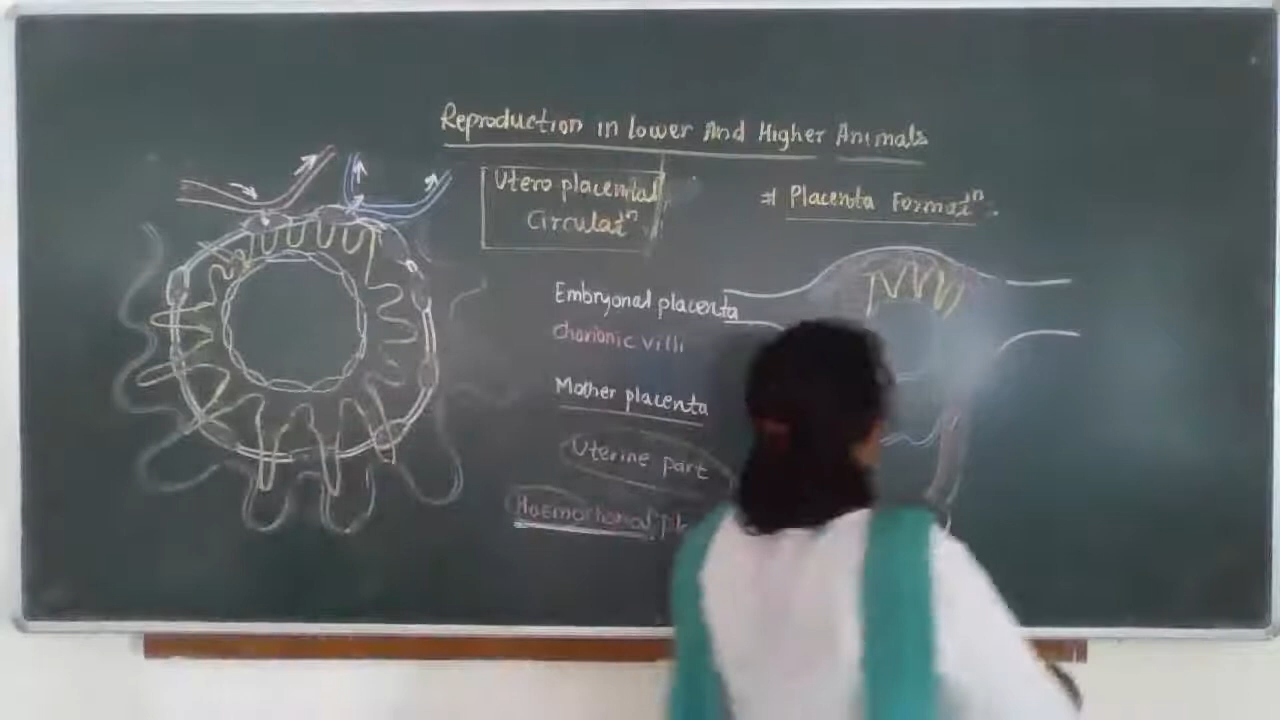 Reproduction in Lower And Higher Animals
Utero placental
Circulatⁿ
⇒ Placenta Formatⁿ.
Embryonal placenta
chorionic villi
Mother placenta
Uterine part
Haemochorial pl